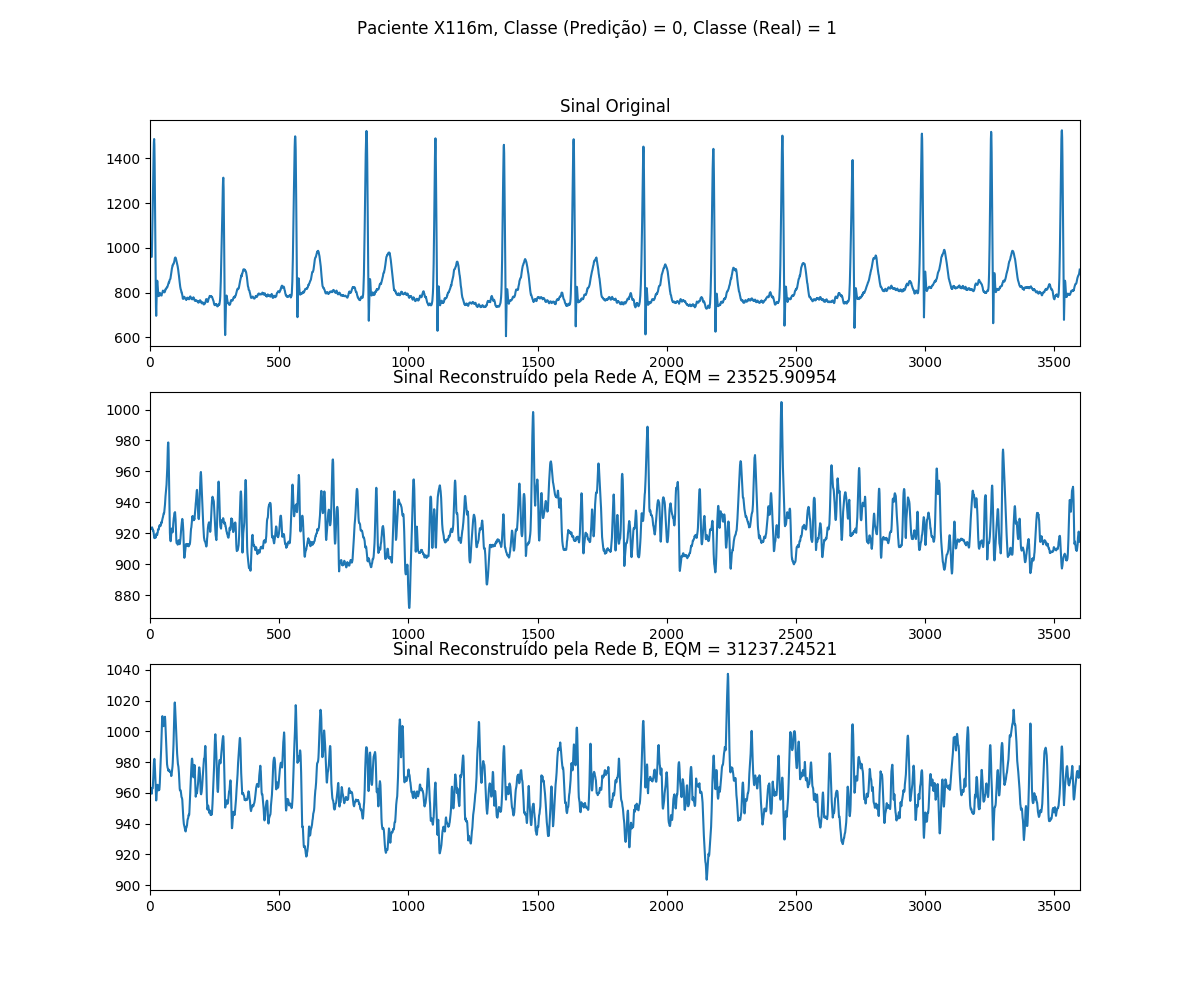 Paciente X116m, Classe (Predição) = 0, Classe (Real) = 1
Sinal Original
1400
1200
1000
800
600
0 500 1000 1500 2000 2500 3000 3500
Sinal Reconstruído pela Rede A, EQM = 23525.90954
1000
980
960
940
920
900
880
0 500 1000 1500 2000 2500 3000 3500
Sinal Reconstruído pela Rede B, EQM = 31237.24521
1040
1020
1000
980
960
940
920
900
0 500 1000 1500 2000 2500 3000 3500